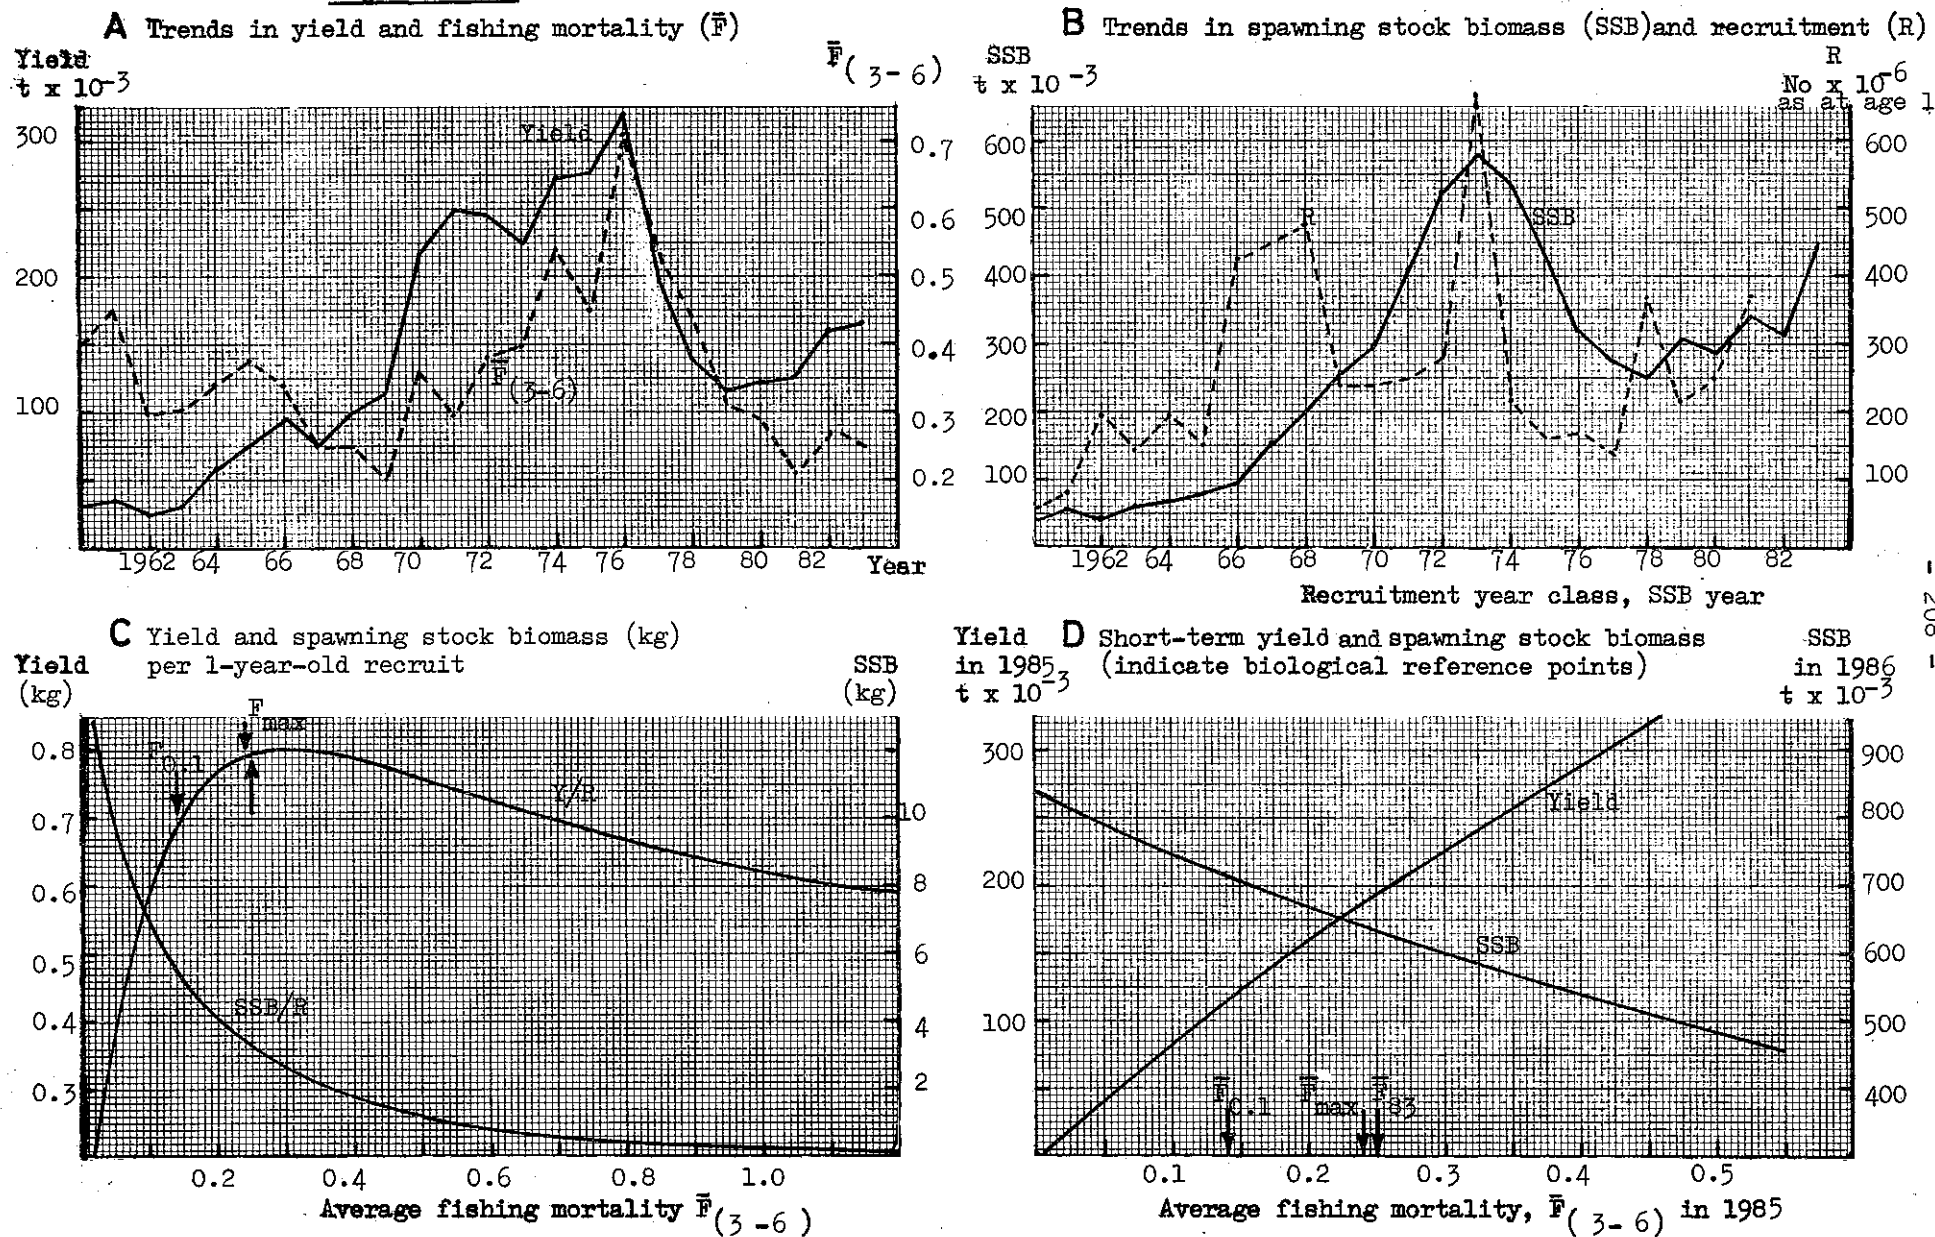 A Trends in yield and fishing mortality (F̄)
Yield
t x 10-3
F̄(3-6)
300
200
100
0.7
0.6
0.5
0.4
0.3
0.2
Yield
F̄(3-6)
1962 64 66 68 70 72 74 76 78 80 82 Year
B Trends in spawning stock biomass (SSB)and recruitment (R)
SSB
t x 10-3
R
No x 10-6
as at age 1
600
500
400
300
200
100
600
500
400
300
200
100
R
SSB
1962 64 66 68 70 72 74 76 78 80 82
Recruitment year class, SSB year
- 208 -
C Yield and spawning stock biomass (kg)
per 1-year-old recruit
Yield
(kg)
SSB
(kg)
0.8
0.7
0.6
0.5
0.4
0.3
10
8
6
4
2
F0.1
Fmax
Y/R
SSB/R
0.2 0.4 0.6 0.8 1.0
Average fishing mortality F̄(3-6)
D Short-term yield and spawning stock biomass
(indicate biological reference points)
Yield
in 1985
t x 10-3
SSB
in 1986
t x 10-3
300
200
100
900
800
700
600
500
400
Yield
SSB
F̄0.1 F̄max F̄83
0.1 0.2 0.3 0.4 0.5
Average fishing mortality, F̄(3-6) in 1985